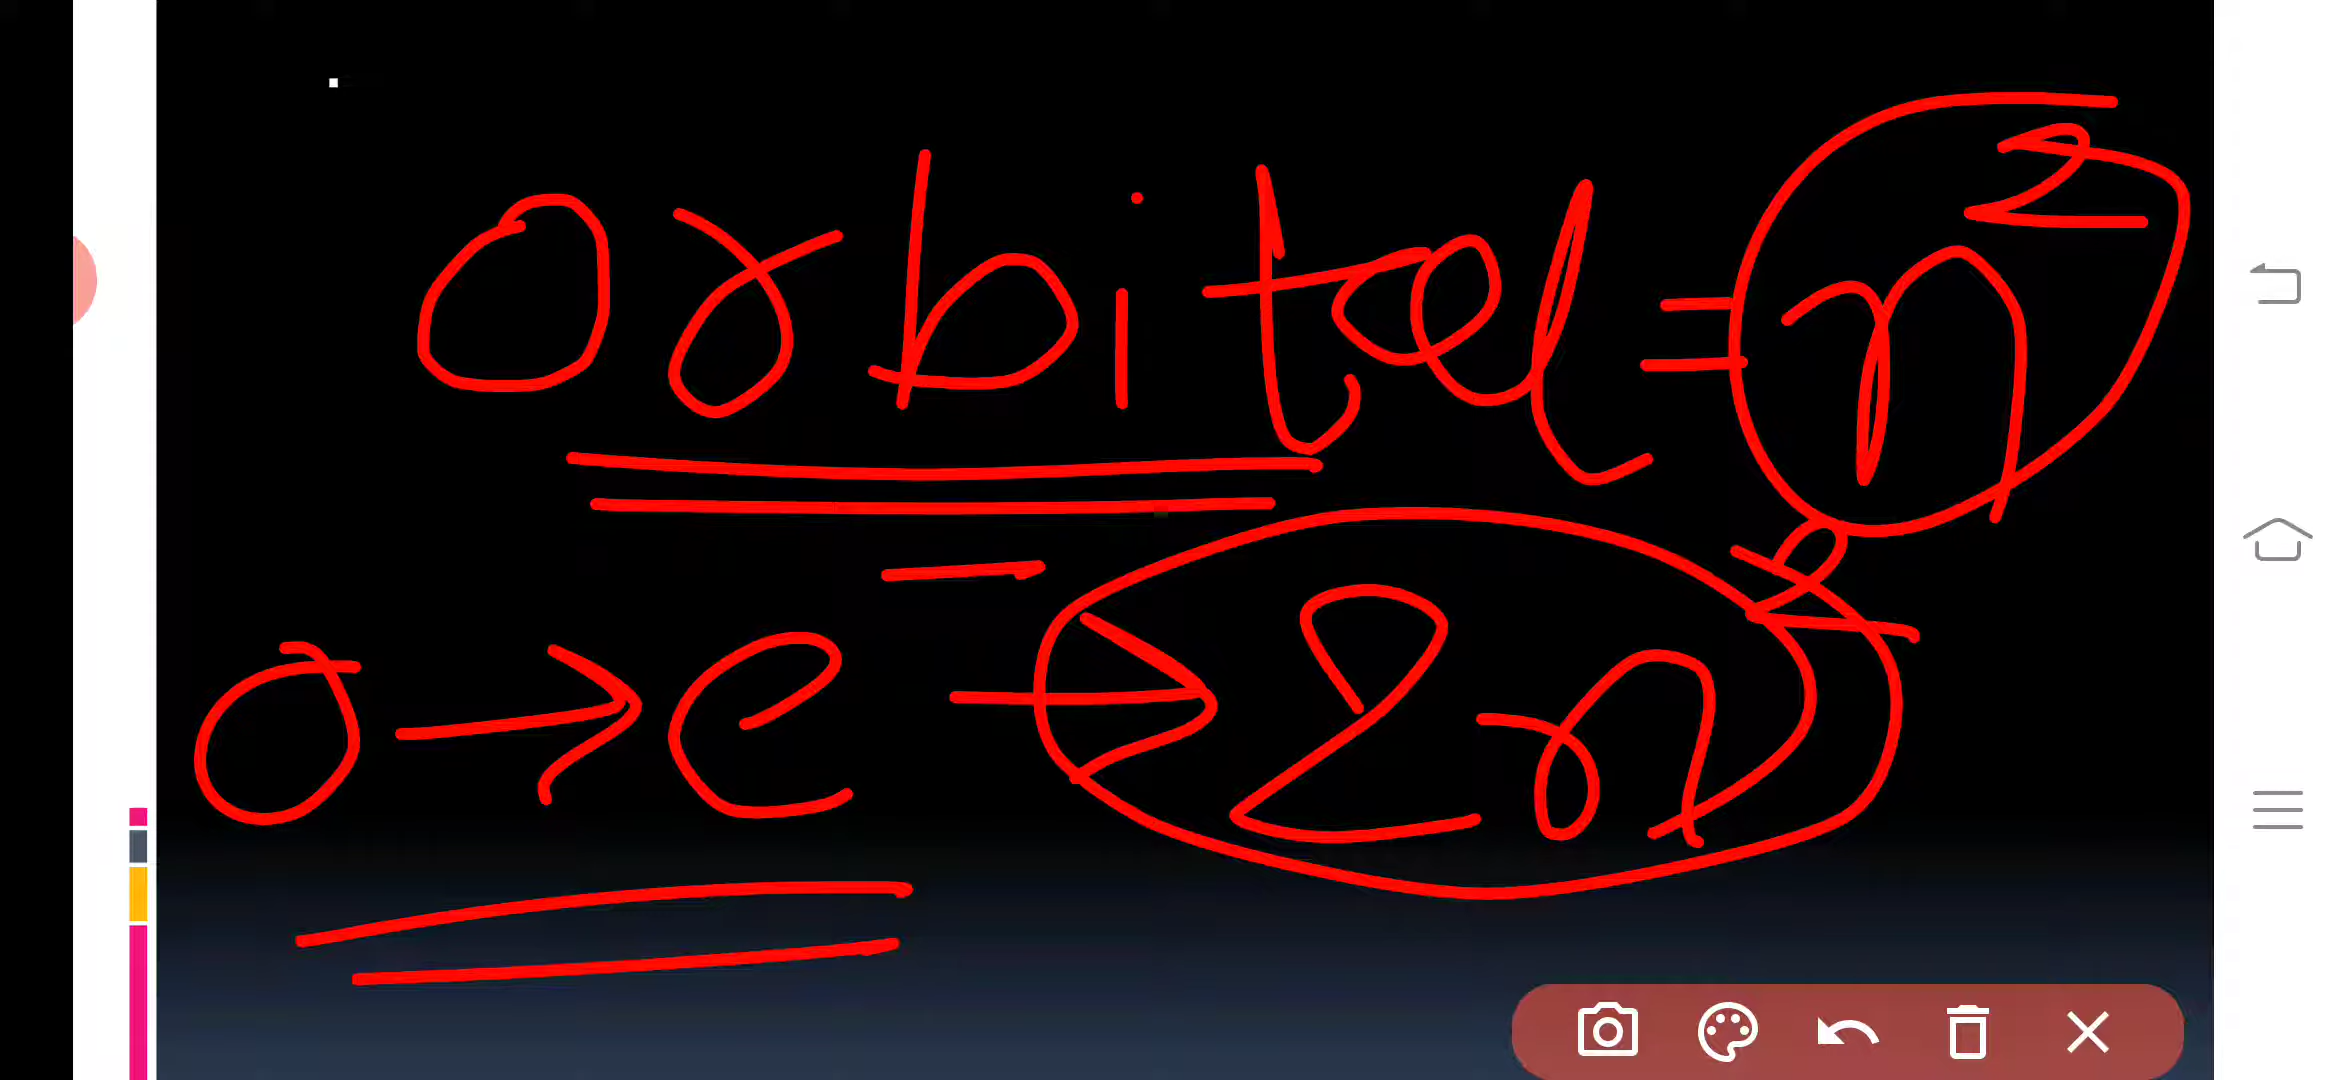 Orbital = n²
O → e → 2n²